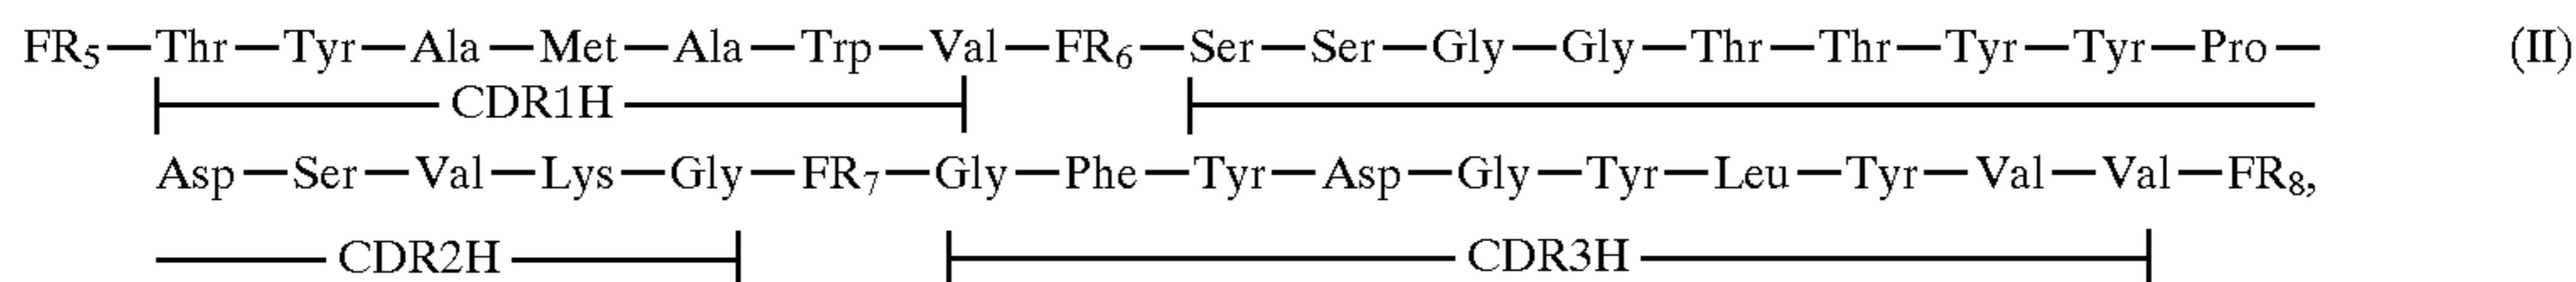 FR₅—Thr—Tyr—Ala—Met—Ala—Trp—Val—FR₆—Ser—Ser—Gly—Gly—Thr—Thr—Tyr—Tyr—Pro— (II)
CDR1H
Asp—Ser—Val—Lys—Gly—FR₇—Gly—Phe—Tyr—Asp—Gly—Tyr—Leu—Tyr—Val—Val—FR₈,
CDR2H CDR3H